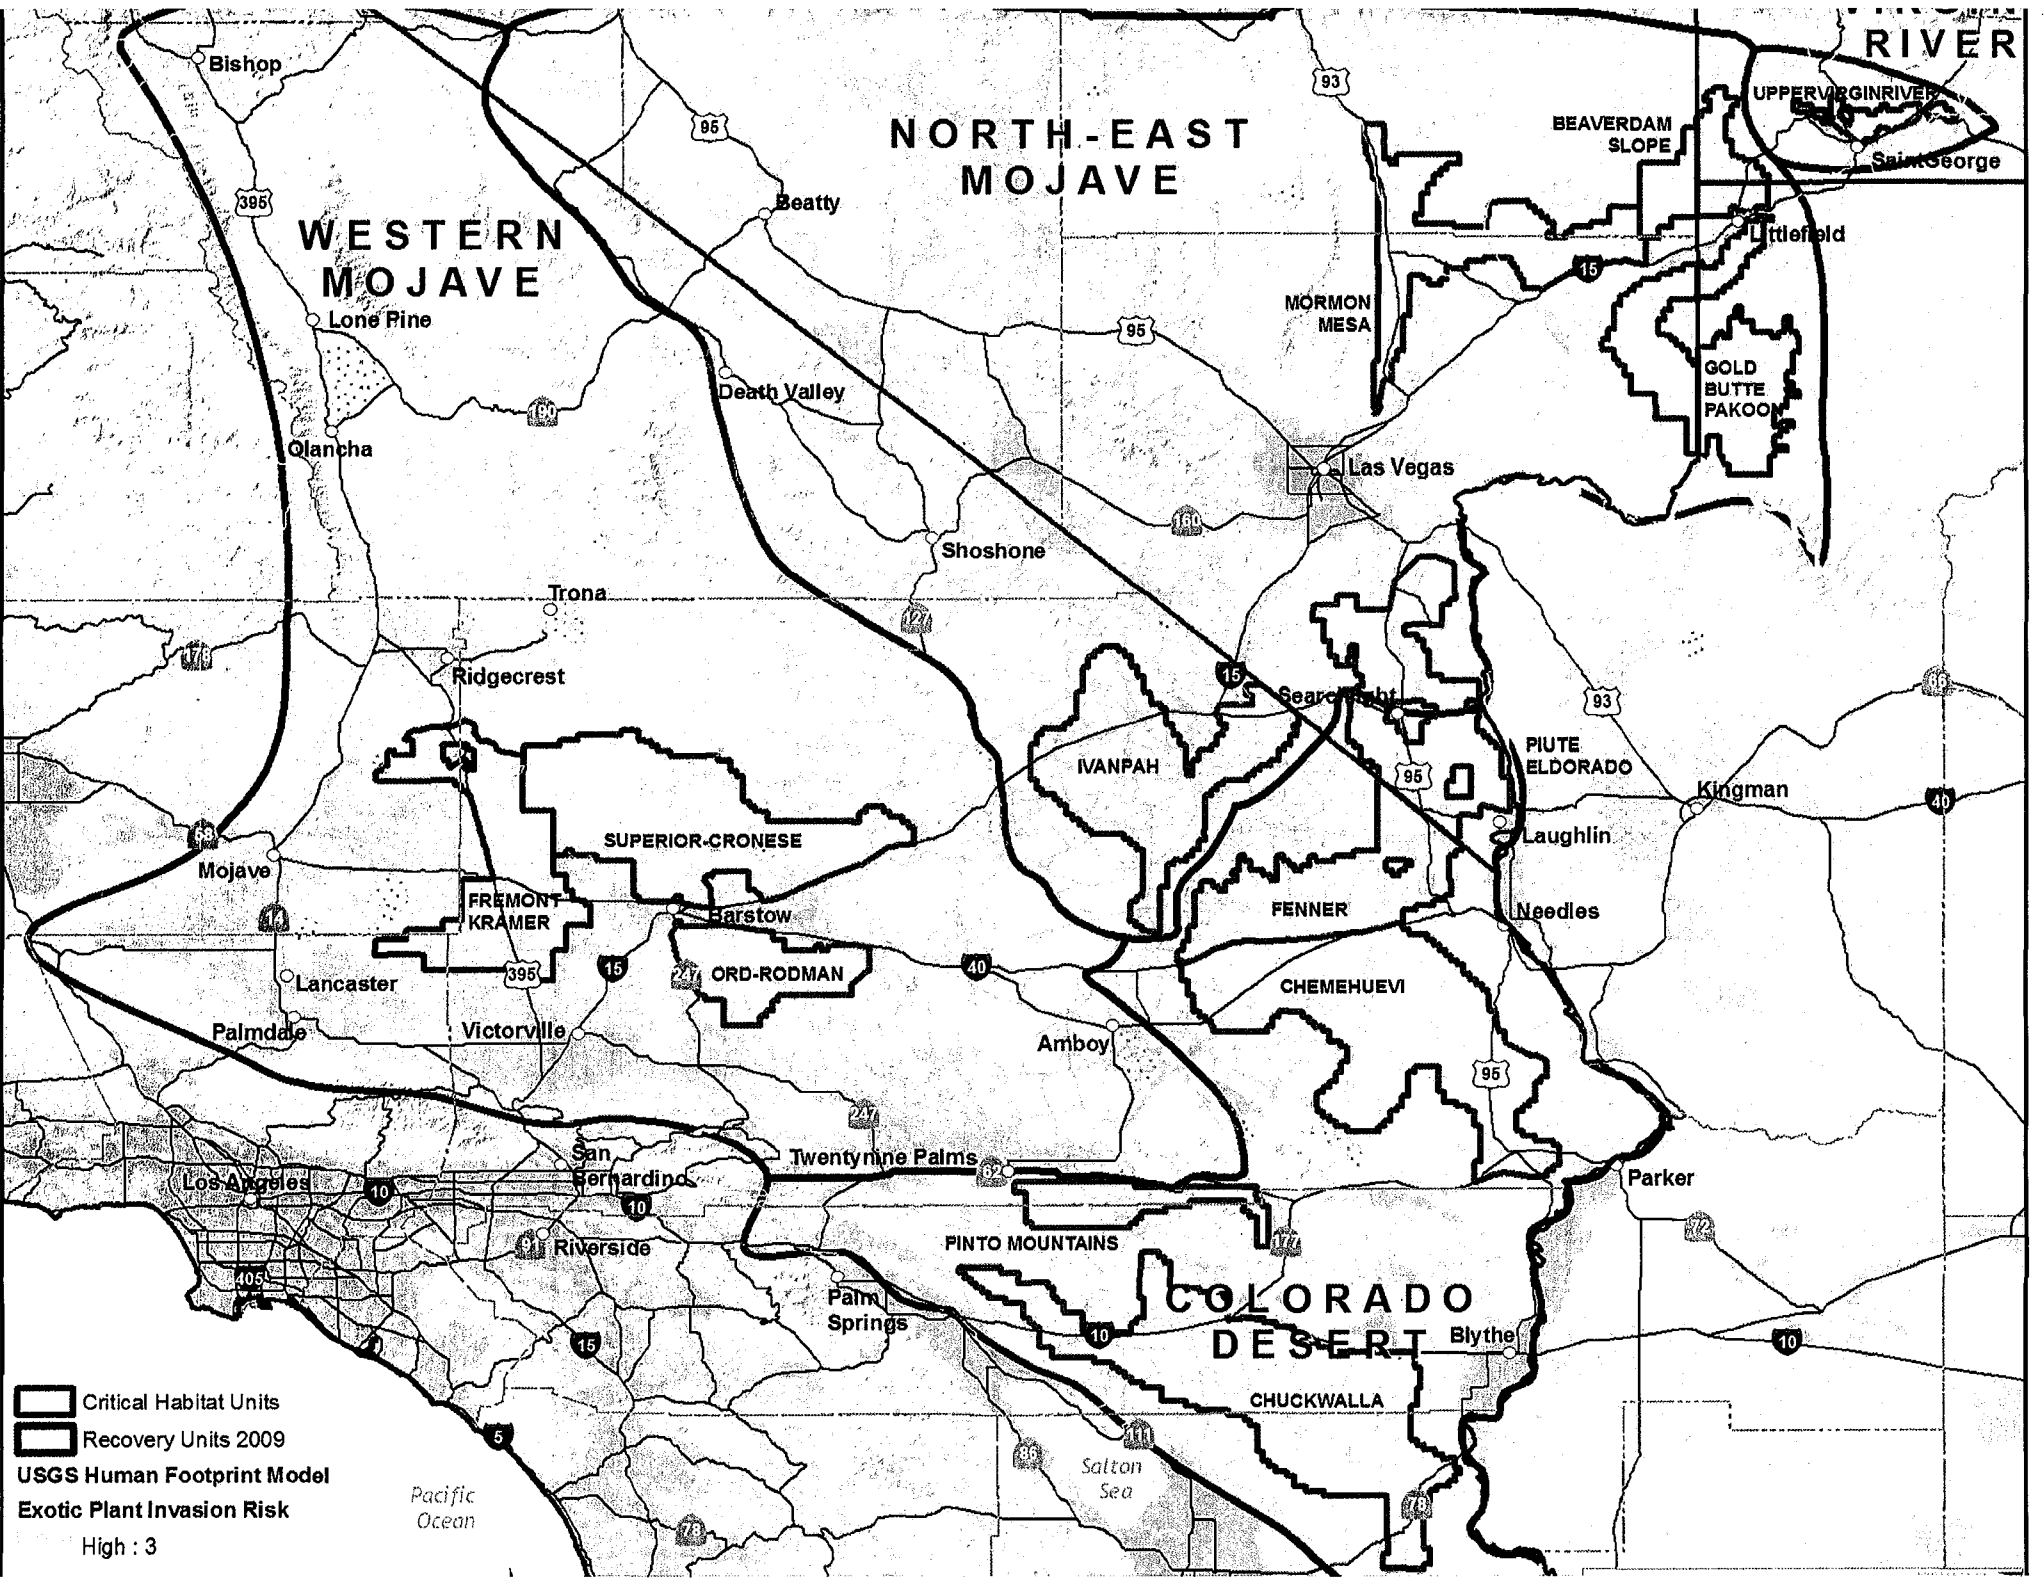 VIRGIN
RIVER
Bishop
93
UPPERVIRGINRIVER
95
NORTH-EAST
MOJAVE
BEAVERDAM
SLOPE
SaintGeorge
395
Beatty
WESTERN
MOJAVE
Littlefield
15
MORMON
MESA
Lone Pine
95
GOLD
BUTTE
PAKOON
Death Valley
190
Olancha
Las Vegas
160
Shoshone
Trona
127
178
Ridgecrest
15
Searchlight
66
93
PIUTE
ELDORADO
IVANPAH
95
Kingman
40
58
SUPERIOR-CRONESE
Laughlin
Mojave
FREMONT
KRAMER
14
Barstow
FENNER
Needles
395
15
247
ORD-RODMAN
40
Lancaster
CHEMEHUEVI
Palmdale
Victorville
Amboy
95
247
San
Bernardino
Twentynine Palms
62
Los Angeles
10
10
Parker
91
Riverside
PINTO MOUNTAINS
177
72
405
COLORADO
DESERT
Palm
Springs
10
Blythe
10
15
CHUCKWALLA
Critical Habitat Units
Recovery Units 2009
5
111
86
USGS Human Footprint Model
Salton
Sea
Exotic Plant Invasion Risk
Pacific
Ocean
78
78
High : 3